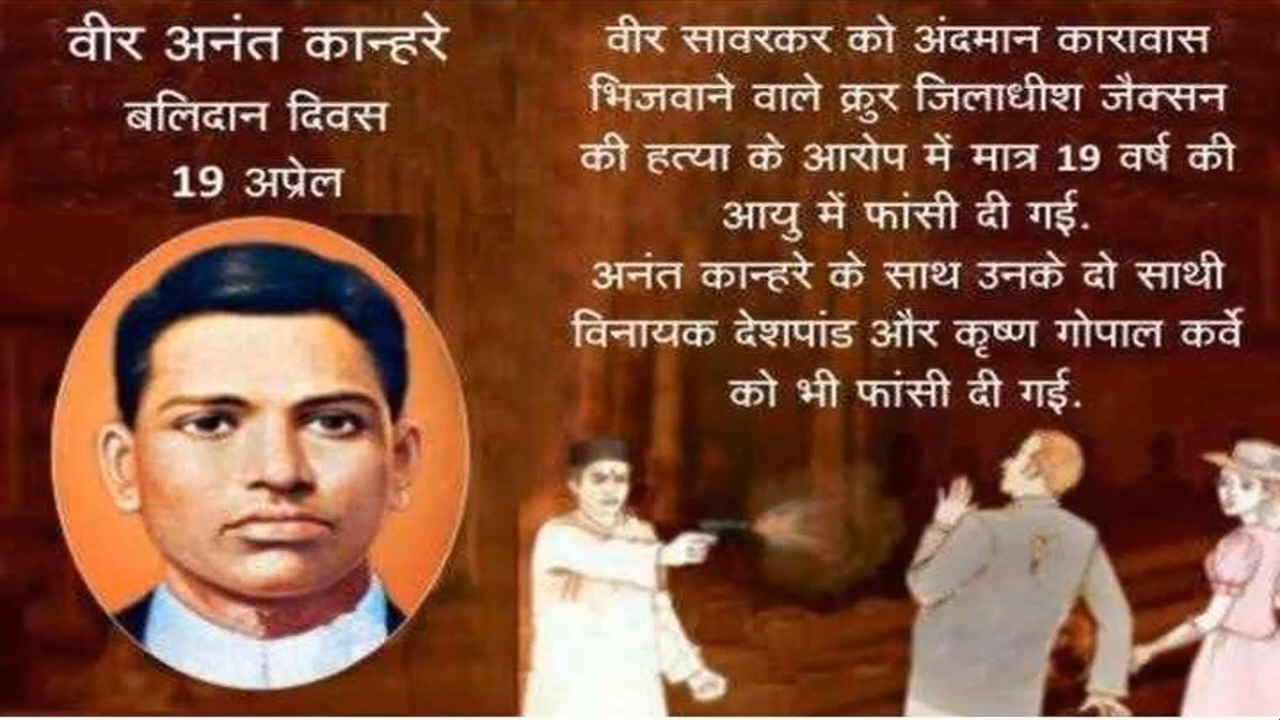 वीर अनंत कान्हरे
बलिदान दिवस
19 अप्रेल
वीर सावरकर को अंदमान कारावास
भिजवाने वाले क्रुर जिलाधीश जैक्सन
की हत्या के आरोप में मात्र 19 वर्ष की
आयु में फांसी दी गई.
अनंत कान्हरे के साथ उनके दो साथी
विनायक देशपांड और कृष्ण गोपाल कर्वे
को भी फांसी दी गई.